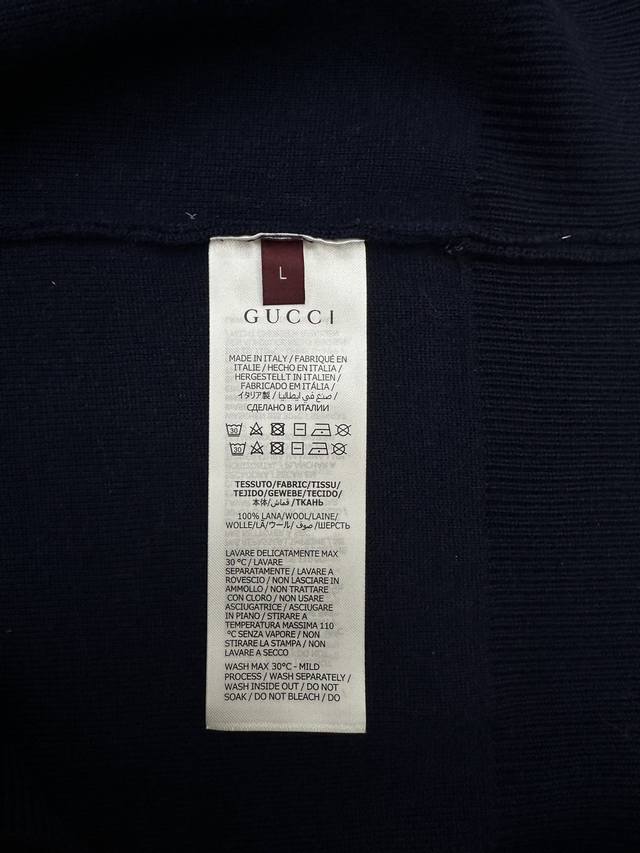 L
GUCCI
MADE IN ITALY / FABRIQUÉ EN
ITALIE / HECHO EN ITALIA /
HERGESTELLT IN ITALIEN /
FABRICADO EM ITÁLIA /
イタリア製 / صنع في ايطاليا /
СДЕЛАНО В ИТАЛИИ
30
30
TESSUTO/FABRIC/TISSU/
TEJIDO/GEWEBE/TECIDO/
本体/قماش/ТКАНЬ
100% LANA/WOOL/LAINE/
WOLLE/LÃ/ウール/صوف/ШЕРСТЬ
LAVARE DELICATAMENTE MAX
30 °C / LAVARE
SEPARATAMENTE / LAVARE A
ROVESCIO / NON LASCIARE IN
AMMOLLO / NON TRATTARE
CON CLORO / NON USARE
ASCIUGATRICE / ASCIUGARE
IN PIANO / STIRARE A
TEMPERATURA MASSIMA 110
°C SENZA VAPORE / NON
STIRARE LA STAMPA / NON
LAVARE A SECCO
WASH MAX 30°C - MILD
PROCESS / WASH SEPARATELY /
WASH INSIDE OUT / DO NOT
SOAK / DO NOT BLEACH / DO